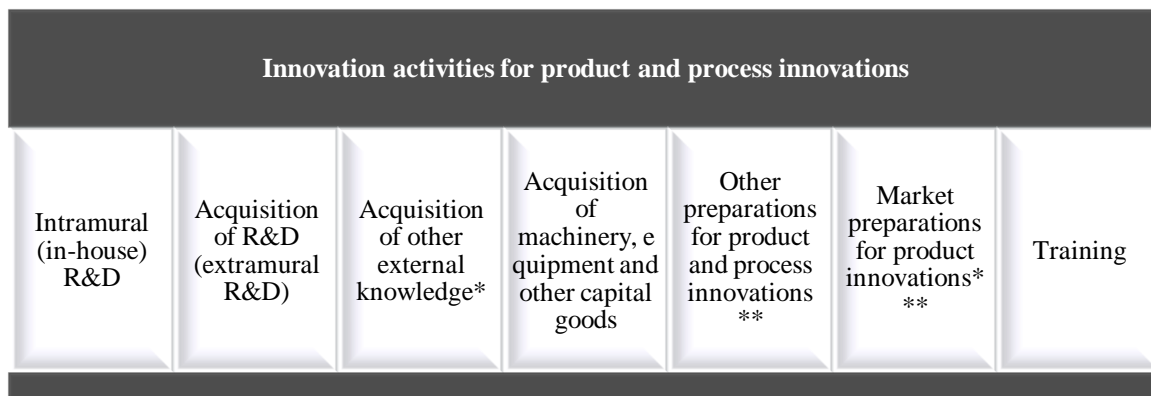 Innovation activities for product and process innovations
Intramural
(in-house)
R&D
Acquisition
of R&D
(extramural
R&D)
Acquisition
of other
external
knowledge*
Acquisition
of
machinery, e
quipment and
other capital
goods
Other
preparations
for product
and process
innovations
**
Market
preparations
for product
innovations*
**
Training